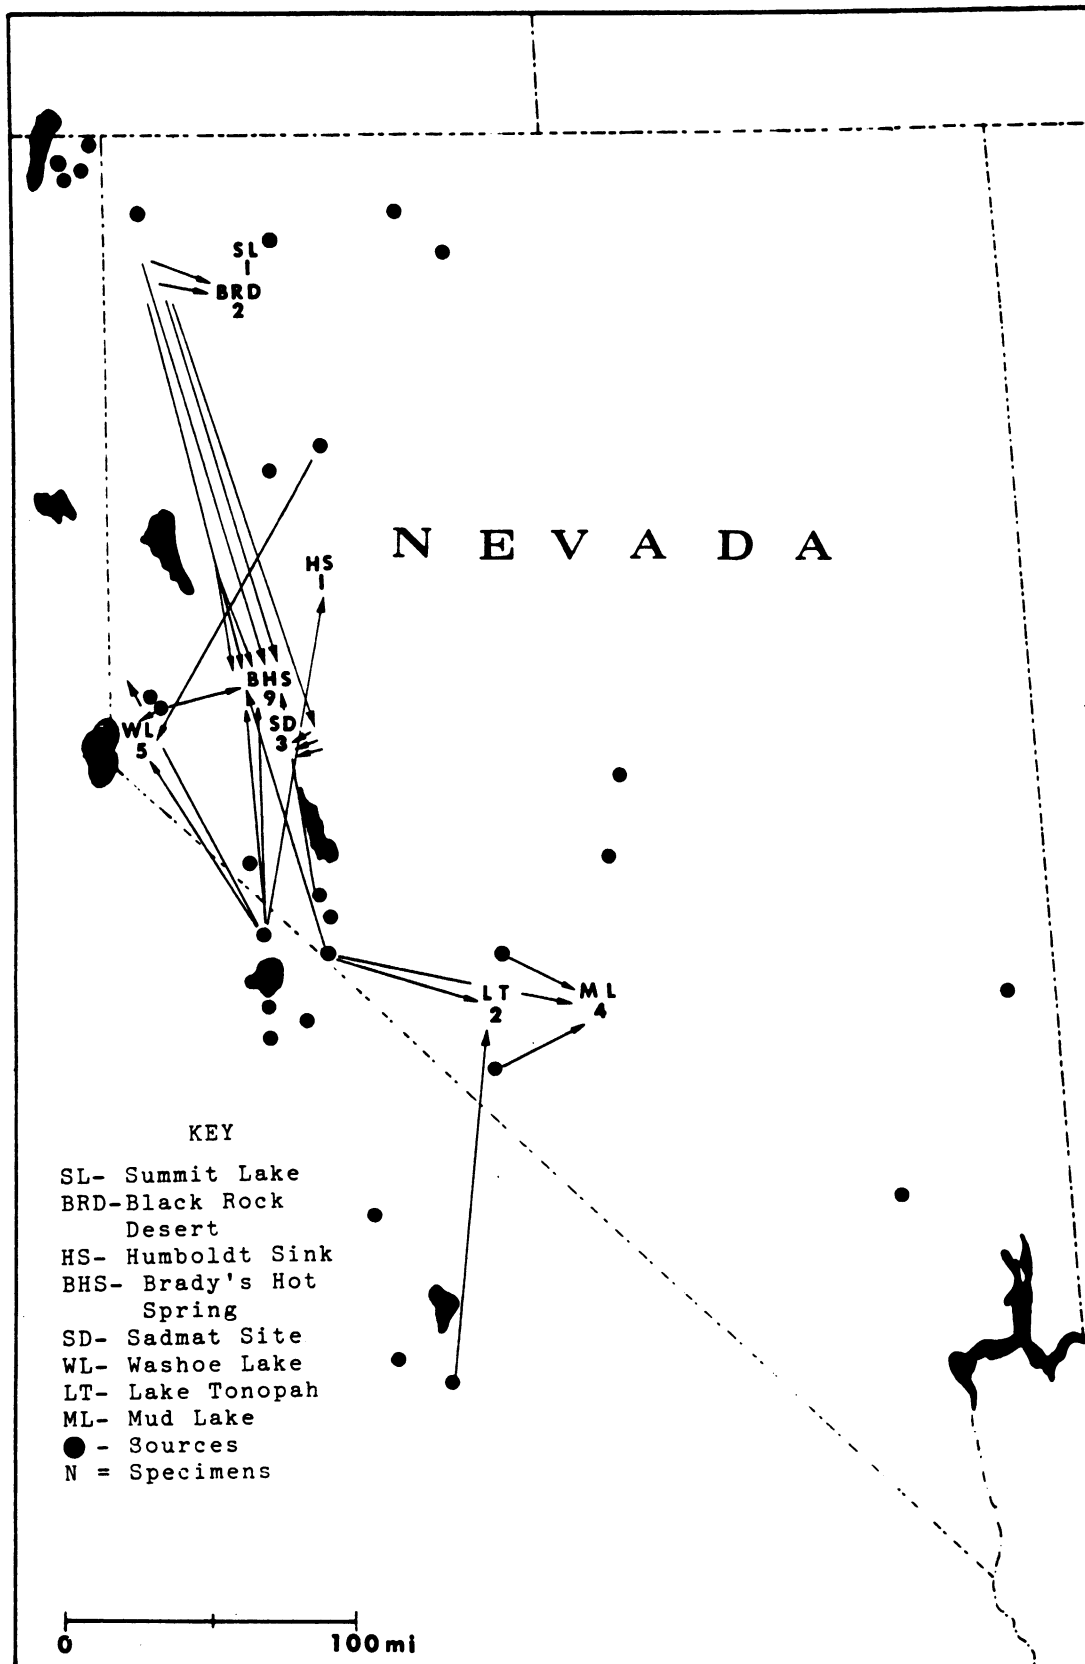 SL
1
BRD
2
NEVADA
HS
1
BHS
9
WL
5
SD
3
LT
2
ML
4
KEY
SL- Summit Lake
BRD-Black Rock
Desert
HS- Humboldt Sink
BHS- Brady's Hot
Spring
SD- Sadmat Site
WL- Washoe Lake
LT- Lake Tonopah
ML- Mud Lake
- Sources
N = Specimens
0 100mi